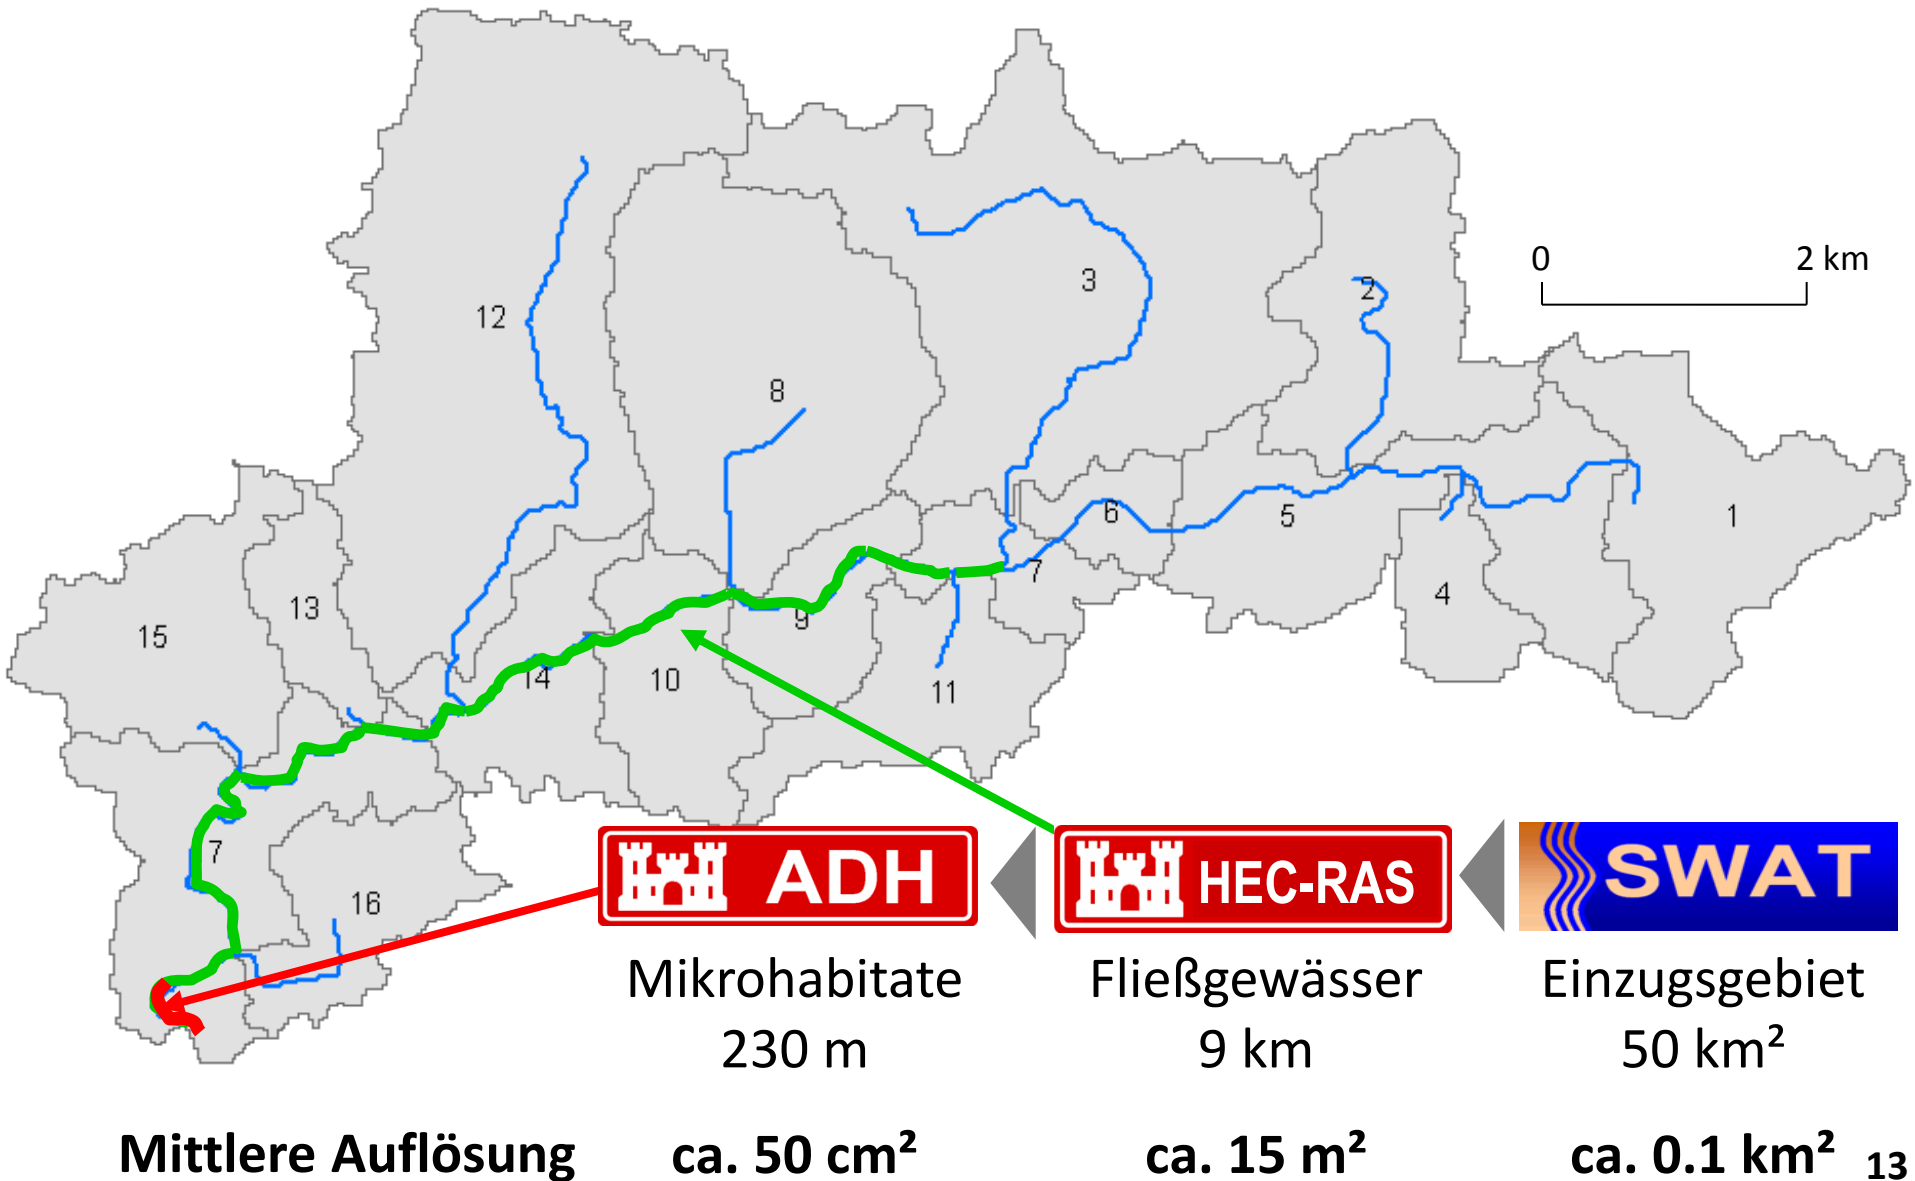 0 2 km
3
2
12
8
6
5
1
7
4
13
15
9
14
10
11
7
16
ADH
HEC-RAS
SWAT
Mikrohabitate Fließgewässer Einzugsgebiet
230 m 9 km 50 km²
Mittlere Auflösung ca. 50 cm² ca. 15 m² ca. 0.1 km² 13